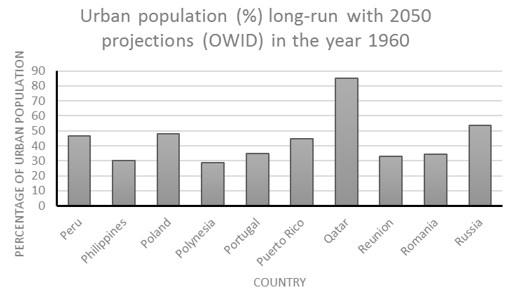 Urban population (%) long-run with 2050
projections (OWID) in the year 1960
PERCENTAGE OF URBAN POPULATION
90
80
70
60
50
40
30
20
10
0
Peru
Philippines
Poland
Polynesia
Portugal
Puerto Rico
Qatar
Reunion
Romania
Russia
COUNTRY